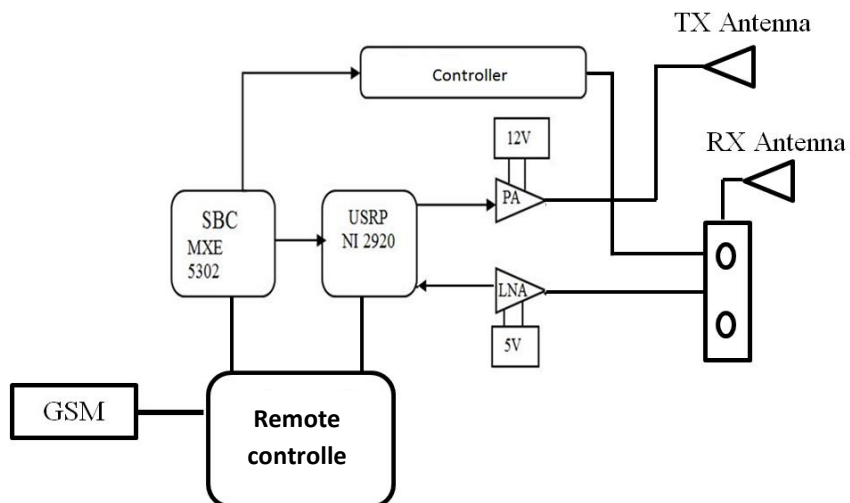 TX Antenna
Controller
12V
RX Antenna
PA
SBC
MXE
5302
USRP
NI 2920
LNA
5V
GSM
Remote
controlle